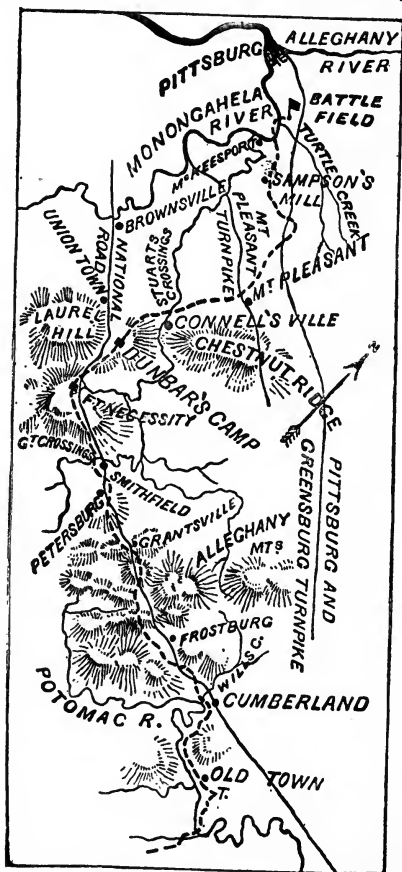 ALLEGHANY
RIVER
PITTSBURG
BATTLE
FIELD
MONONGAHELA
RIVER
TURTLE CREEK
McKEESPORT
SAMPSON'S
MILL
BROWNSVILLE
UNION TOWN
NATIONAL
ROAD
STUART'S
CROSSINGS
MT
PLEASANT
TURNPIKE
MT. PLEASANT
LAUREL
HILL
CONNELL'S VILLE
DUNBAR'S CAMP
CHESTNUT RIDGE
FT. NECESSITY
GT. CROSSINGS
SMITHFIELD
PITTSBURG AND
GREENSBURG TURNPIKE
PETERSBURG
GRANTSVILLE
ALLEGHANY
MTS
FROSTBURG
WILLS C.
POTOMAC R.
CUMBERLAND
OLD TOWN